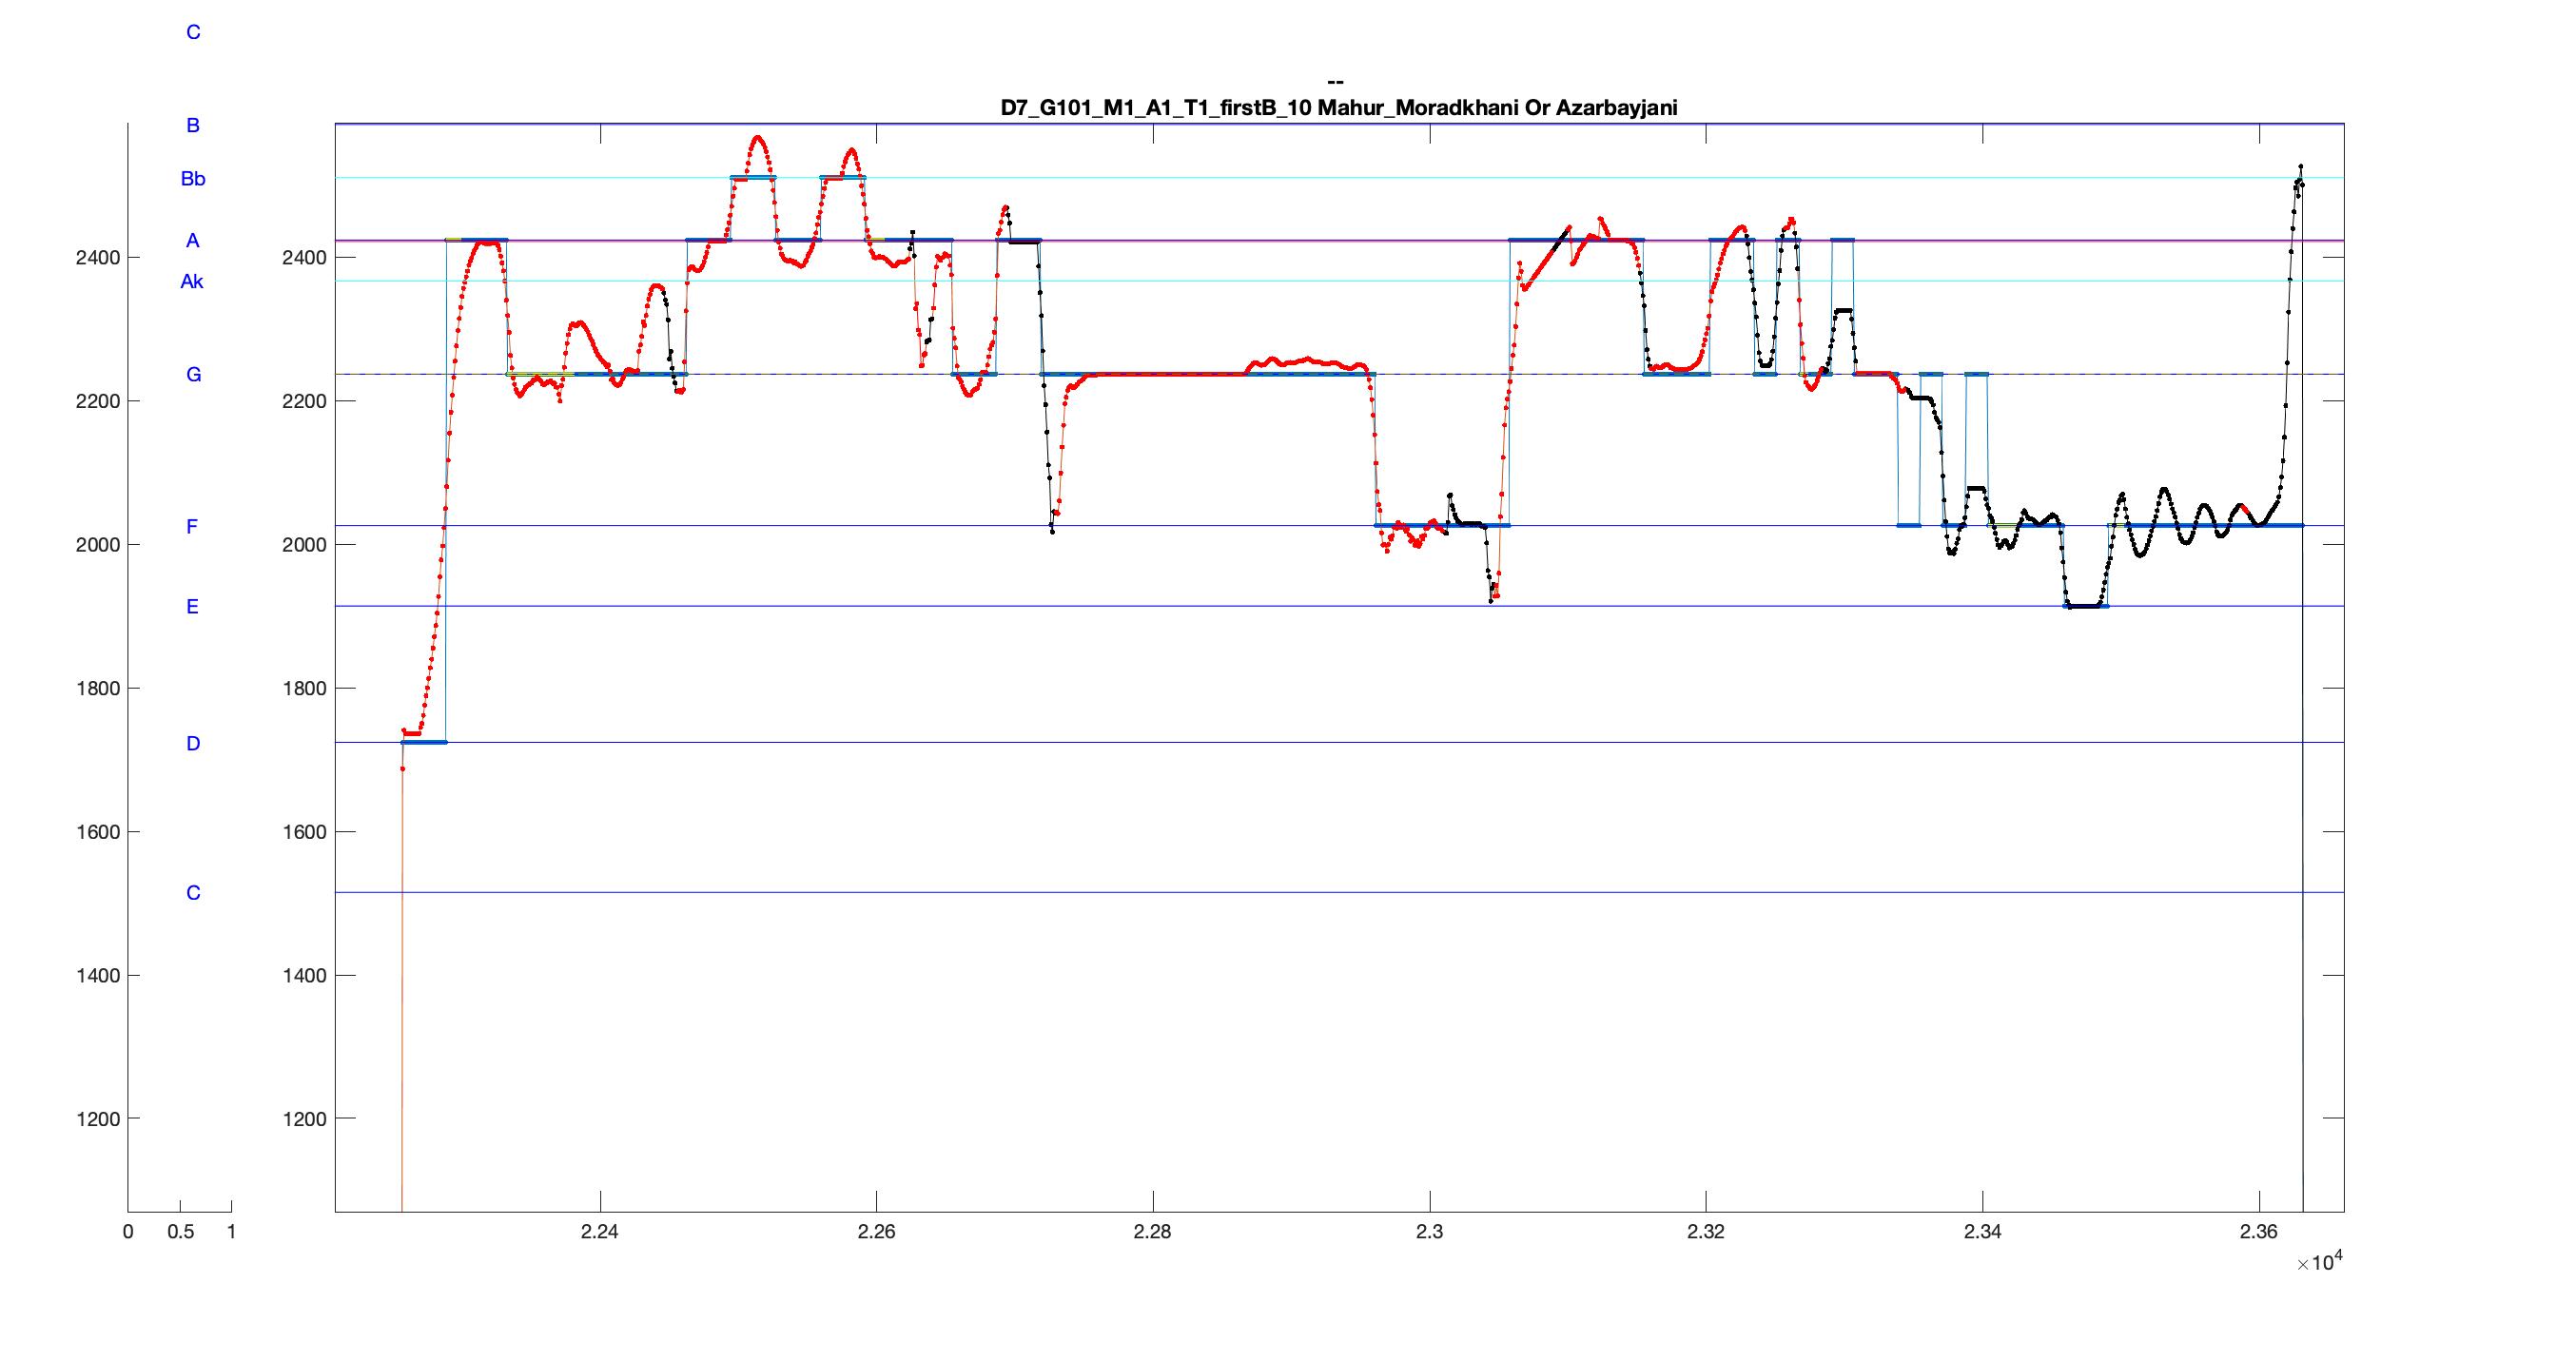 C
--
D7_G101_M1_A1_T1_firstB_10 Mahur_Moradkhani Or Azarbayjani
B
Bb
A
2400 2400
Ak
G
2200 2200
F
2000 2000
E
1800 1800
D
1600 1600
C
1400 1400
1200 1200
0 0.5 1 2.24 2.26 2.28 2.3 2.32 2.34 2.36
×10⁴